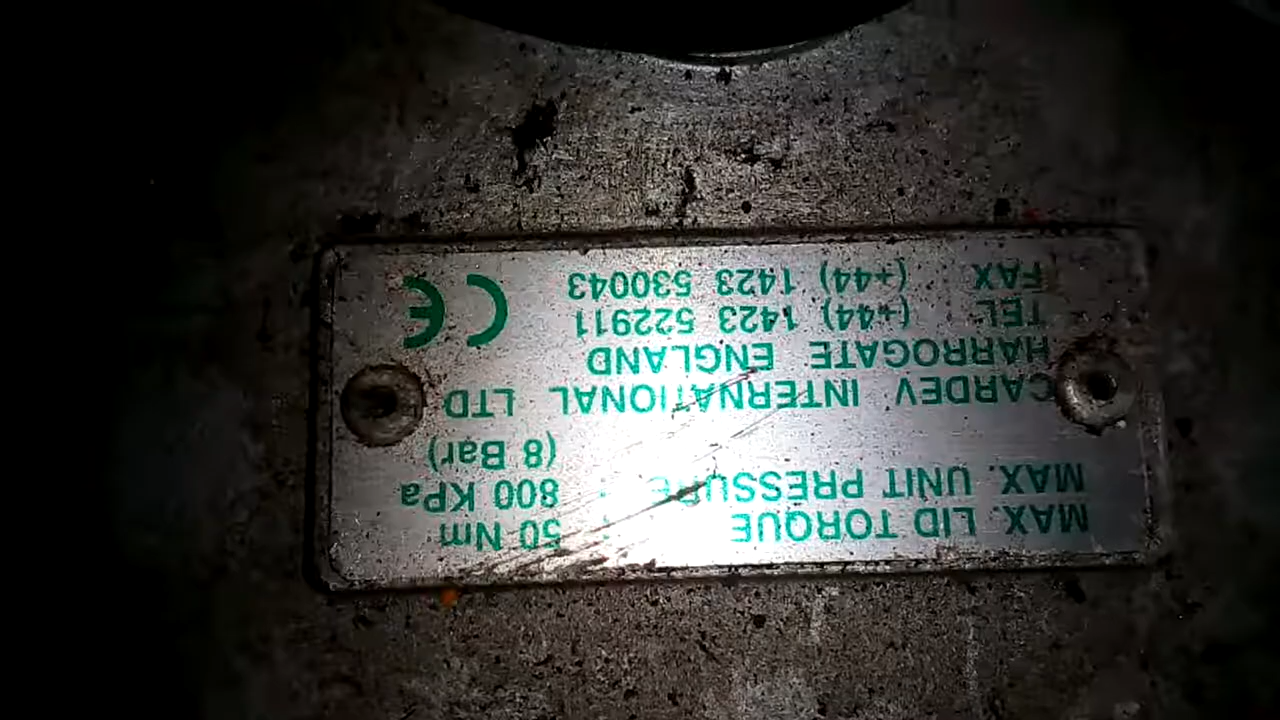 MAX. LID TORQUE : 50 Nm
MAX. UNIT PRESSURE : 800 KPa
(8 Bar)
CARDEV INTERNATIONAL LTD
HARROGATE ENGLAND
TEL (+44) 1423 522911
FAX (+44) 1423 530043
CE